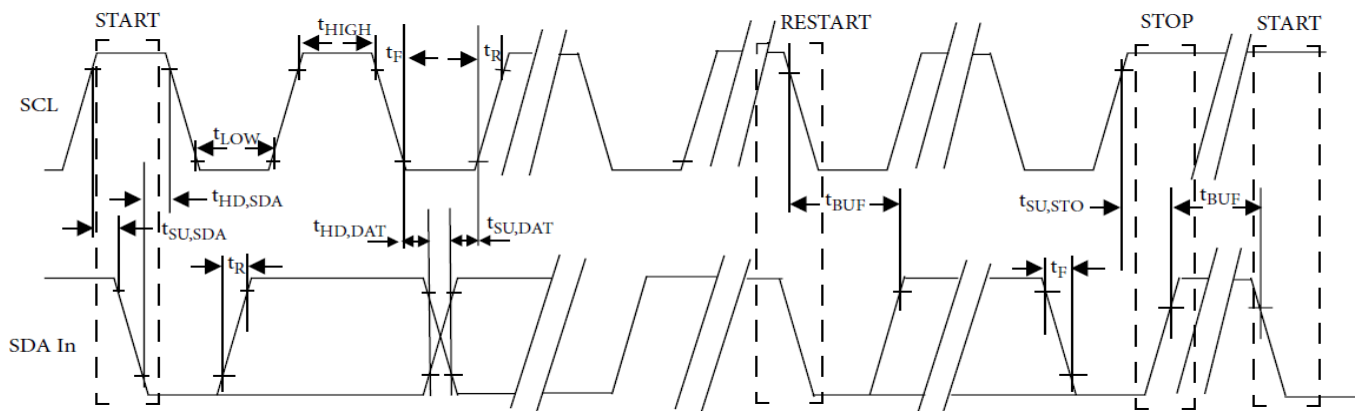 START
RESTART
STOP
START
tHIGH
tF
tR
SCL
tLOW
tHD,SDA
tBUF
tSU,STO
tBUF
tSU,SDA
tHD,DAT
tSU,DAT
tR
tF
SDA In